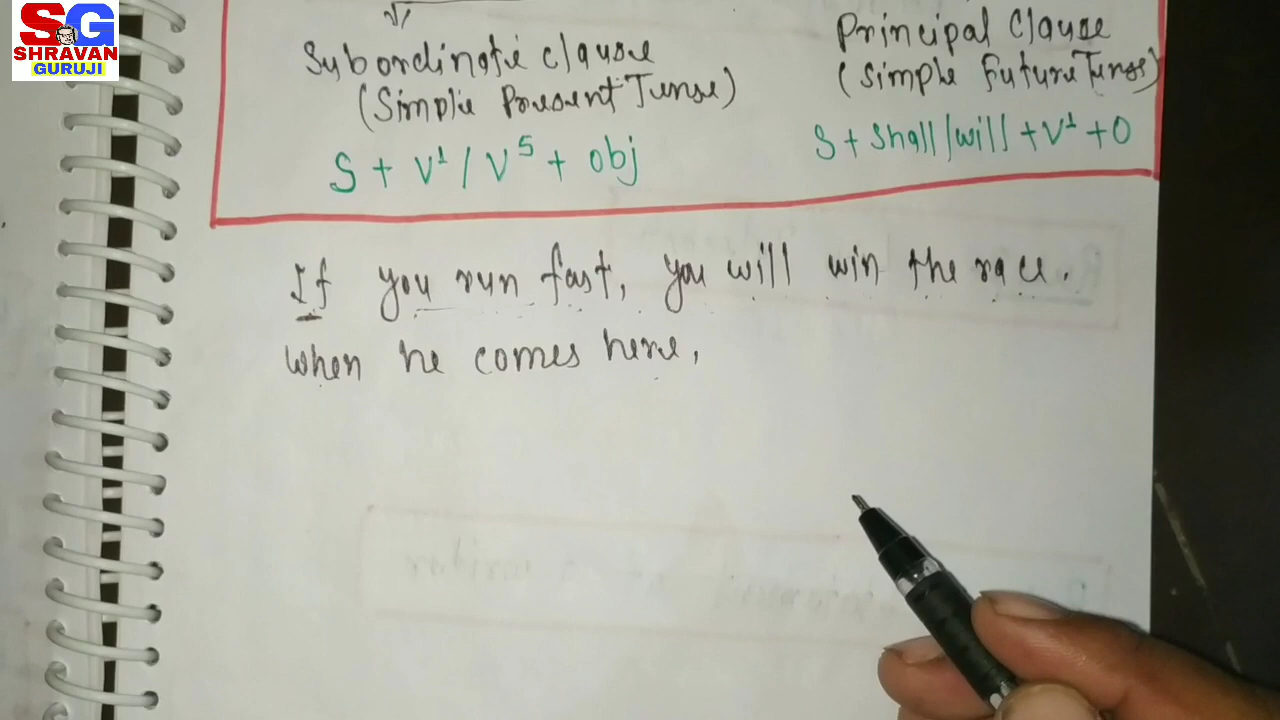 SG
SHRAVAN
GURUJI
Subordinate clause
(Simple Present Tense)
S + V¹ / V⁵ + obj
Principal Clause
(Simple Future Tense)
S + Shall / will + V¹ + O
If you run fast, you will win the race.
when he comes here,